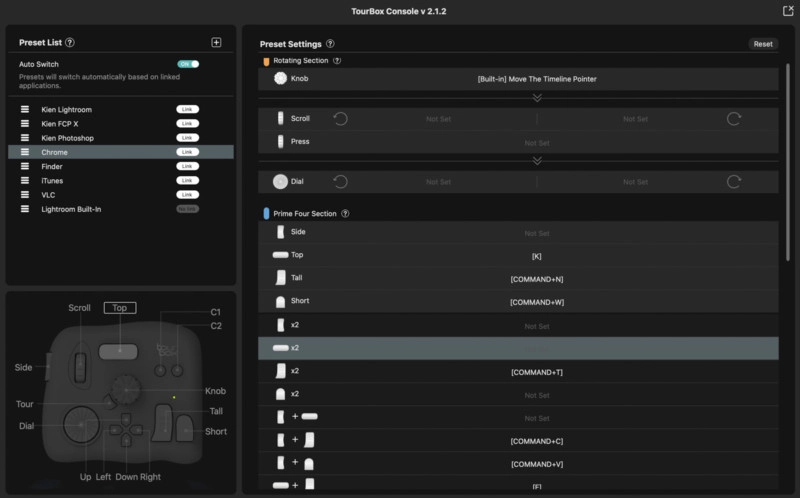 TourBox Console v 2.1.2
Preset List ?
Auto Switch ON
Presets will switch automatically based on linked
applications.
Kien Lightroom Link
Kien FCP X Link
Kien Photoshop Link
Chrome Link
Finder Link
iTunes Link
VLC Link
Lightroom Built-In No link
Scroll Top C1
C2
Side
Knob
Tour
Tall
Dial
Short
Up Left Down Right
Preset Settings ? Reset
Rotating Section ?
Knob [Built-in] Move The Timeline Pointer
Scroll Not Set Not Set
Press Not Set
Dial Not Set Not Set
Prime Four Section ?
Side Not Set
Top [K]
Tall [COMMAND+N]
Short [COMMAND+W]
x2 Not Set
x2
x2 [COMMAND+T]
x2 Not Set
+ Not Set
+ [COMMAND+C]
+ [COMMAND+V]
+ [F]